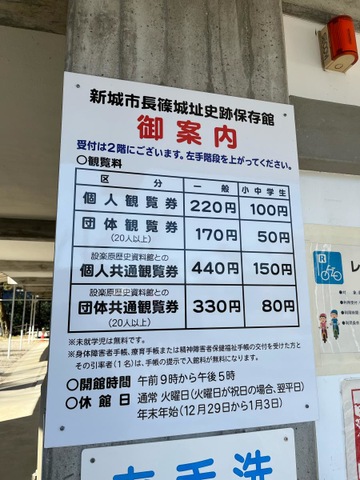 新城市長篠城址史跡保存館
御案内
受付は2階にございます。左手階段を上がってください。
○観覧料
区 分 一 般 小中学生
個人観覧券 220円 100円
団体観覧券 170円 50円
(20人以上)
設楽原歴史資料館との
個人共通観覧券 440円 150円
設楽原歴史資料館との
団体共通観覧券 330円 80円
(20人以上)
※未就学児は無料です。
※身体障害者手帳、療育手帳または精神障害者保健福祉手帳の交付を受けた方と
その引率者(1名)は、手帳の提示で入館料が無料になります。
○開館時間 午前9時から午後5時
○休館日 通常 火曜日(火曜日が祝日の場合、翌平日)
年末年始(12月29日から1月3日)
お手洗
R
レ